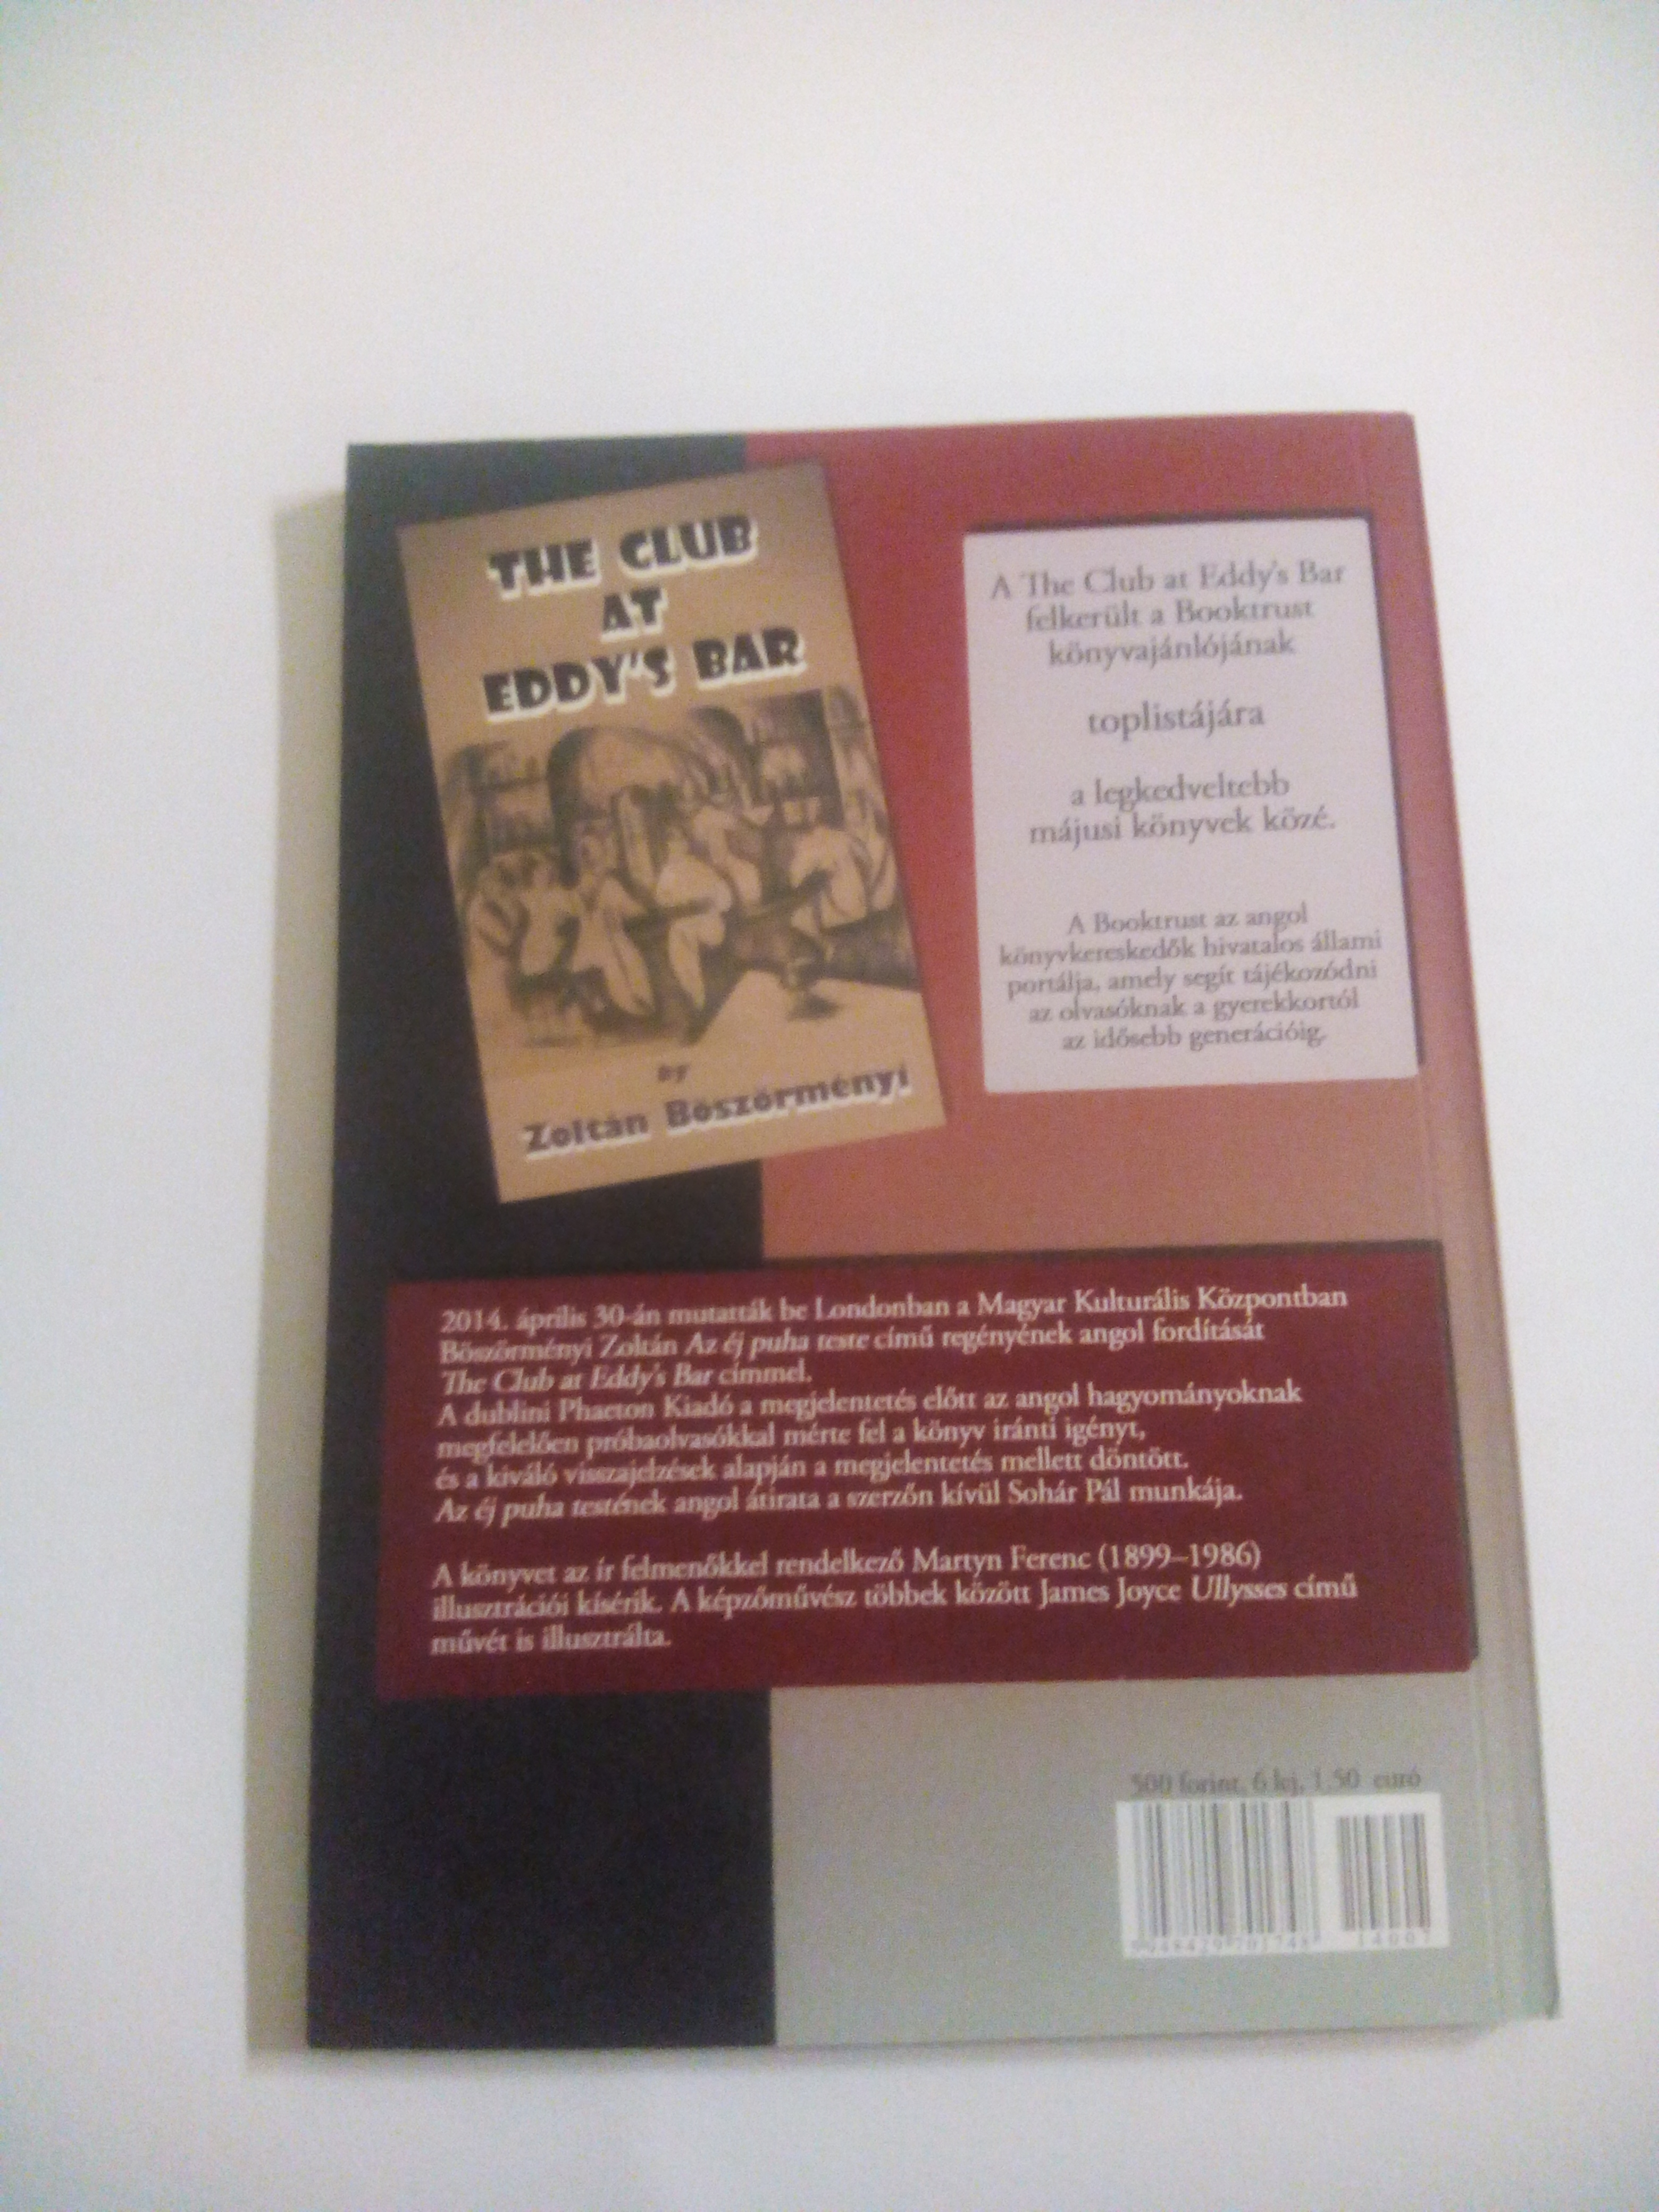 THE CLUB
AT
EDDY'S BAR
by
Zoltán Böszörményi
A The Club at Eddy's Bar
felkerült a Booktrust
könyvajánlójának
toplistájára
a legkedveltebb
májusi könyvek közé.
A Booktrust az angol
könyvkereskedők hivatalos állami
portálja, amely segít tájékozódni
az olvasóknak a gyerekkortól
az idősebb generációig.
2014. április 30-án mutatták be Londonban a Magyar Kulturális Központban
Böszörményi Zoltán Az éj puha teste című regényének angol fordítását
The Club at Eddy's Bar címmel.
A dublini Phaeton Kiadó a megjelentetés előtt az angol hagyományoknak
megfelelően próbaolvasókkal mérte fel a könyv iránti igényt,
és a kiváló visszajelzések alapján a megjelentetés mellett döntött.
Az éj puha testének angol átirata a szerzőn kívül Sohár Pál munkája.
A könyvet az ír felmenőkkel rendelkező Martyn Ferenc (1899–1986)
illusztrációi kísérik. A képzőművész többek között James Joyce Ullysses című
művét is illusztrálta.
500 forint, 6 lej, 1.50 euró
14001